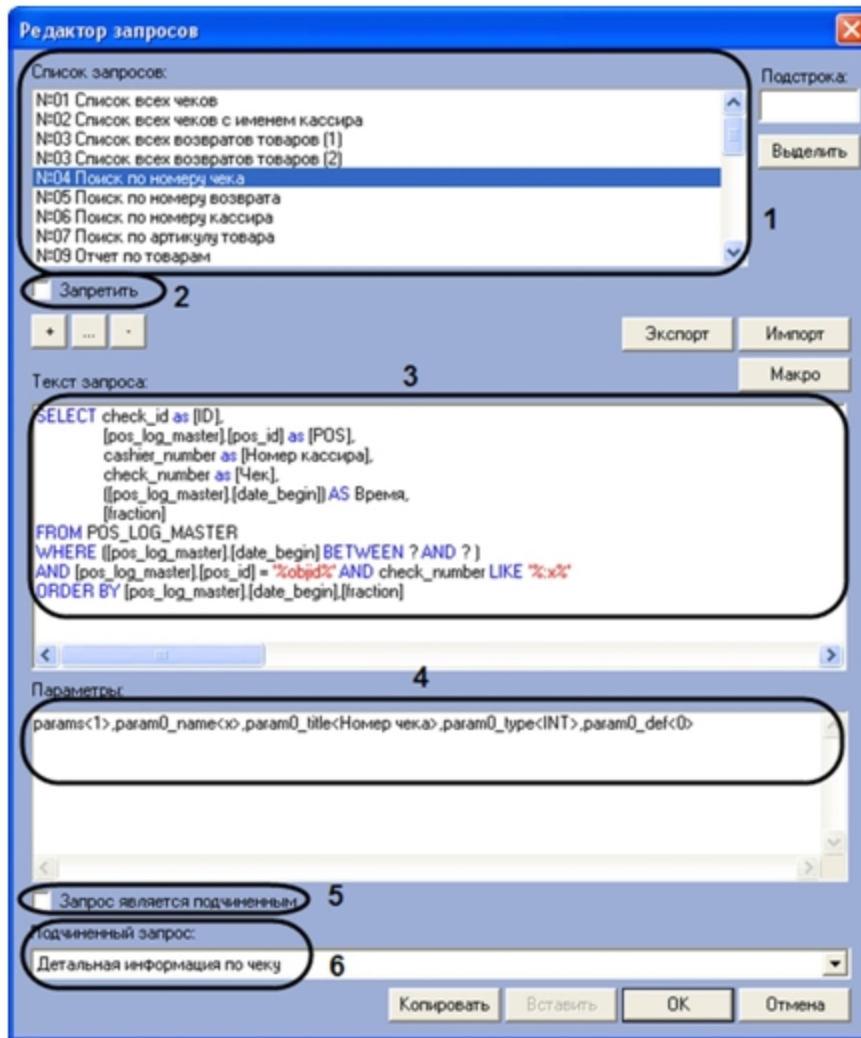 Редактор запросов
Список запросов:
Подстрока:
№01 Список всех чеков
№02 Список всех чеков с именем кассира
№03 Список всех возвратов товаров (1)
№03 Список всех возвратов товаров (2)
№04 Поиск по номеру чека
№05 Поиск по номеру возврата
№06 Поиск по номеру кассира
№07 Поиск по артикулу товара
№09 Отчет по товарам
Выделить
1
Запретить
2
+ ... -
Экспорт
Импорт
Макро
Текст запроса:
3
SELECT check_id as [ID],
[pos_log_master].[pos_id] as [POS],
cashier_number as [Номер кассира],
check_number as [Чек],
([pos_log_master].[date_begin]) AS Время,
[fraction]
FROM POS_LOG_MASTER
WHERE ([pos_log_master].[date_begin] BETWEEN ? AND ? )
AND [pos_log_master].[pos_id] = '%objid%' AND check_number LIKE '%:x%'
ORDER BY [pos_log_master].[date_begin],[fraction]
4
Параметры:
params<1>,param0_name<x>,param0_title<Номер чека>,param0_type<INT>,param0_def<0>
Запрос является подчиненным
5
Подчиненный запрос:
Детальная информация по чеку
6
Копировать
Вставить
OK
Отмена